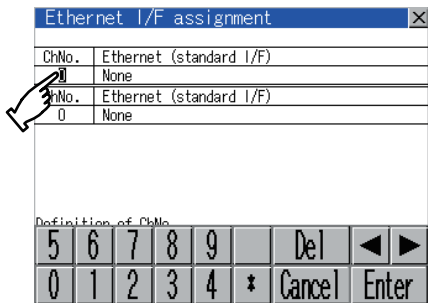 Ethernet I/F assignment ×
ChNo. Ethernet (standard I/F)
0 None
ChNo. Ethernet (standard I/F)
0 None
Definition of ChNo
5 6 7 8 9 Del ◀ ▶
0 1 2 3 4 * Cancel Enter